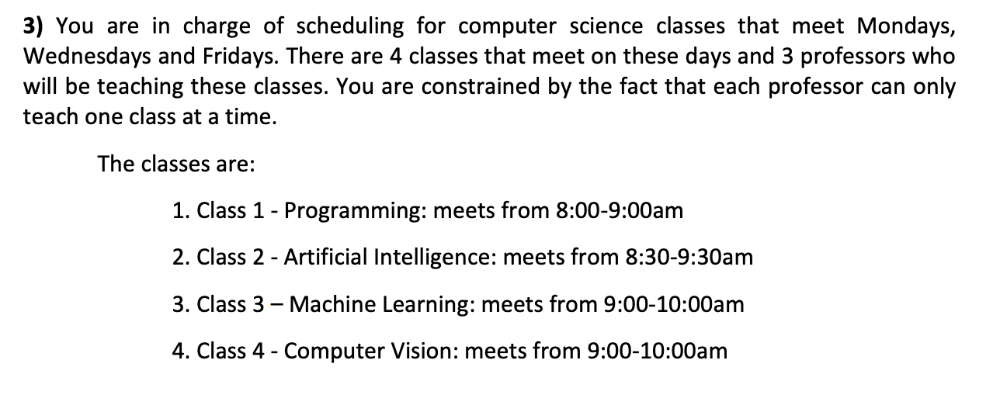 3) You are in charge of scheduling for computer science classes that meet Mondays,
Wednesdays and Fridays. There are 4 classes that meet on these days and 3 professors who
will be teaching these classes. You are constrained by the fact that each professor can only
teach one class at a time.
The classes are:
1. Class 1 - Programming: meets from 8:00-9:00am
2. Class 2 - Artificial Intelligence: meets from 8:30-9:30am
3. Class 3 – Machine Learning: meets from 9:00-10:00am
4. Class 4 - Computer Vision: meets from 9:00-10:00am